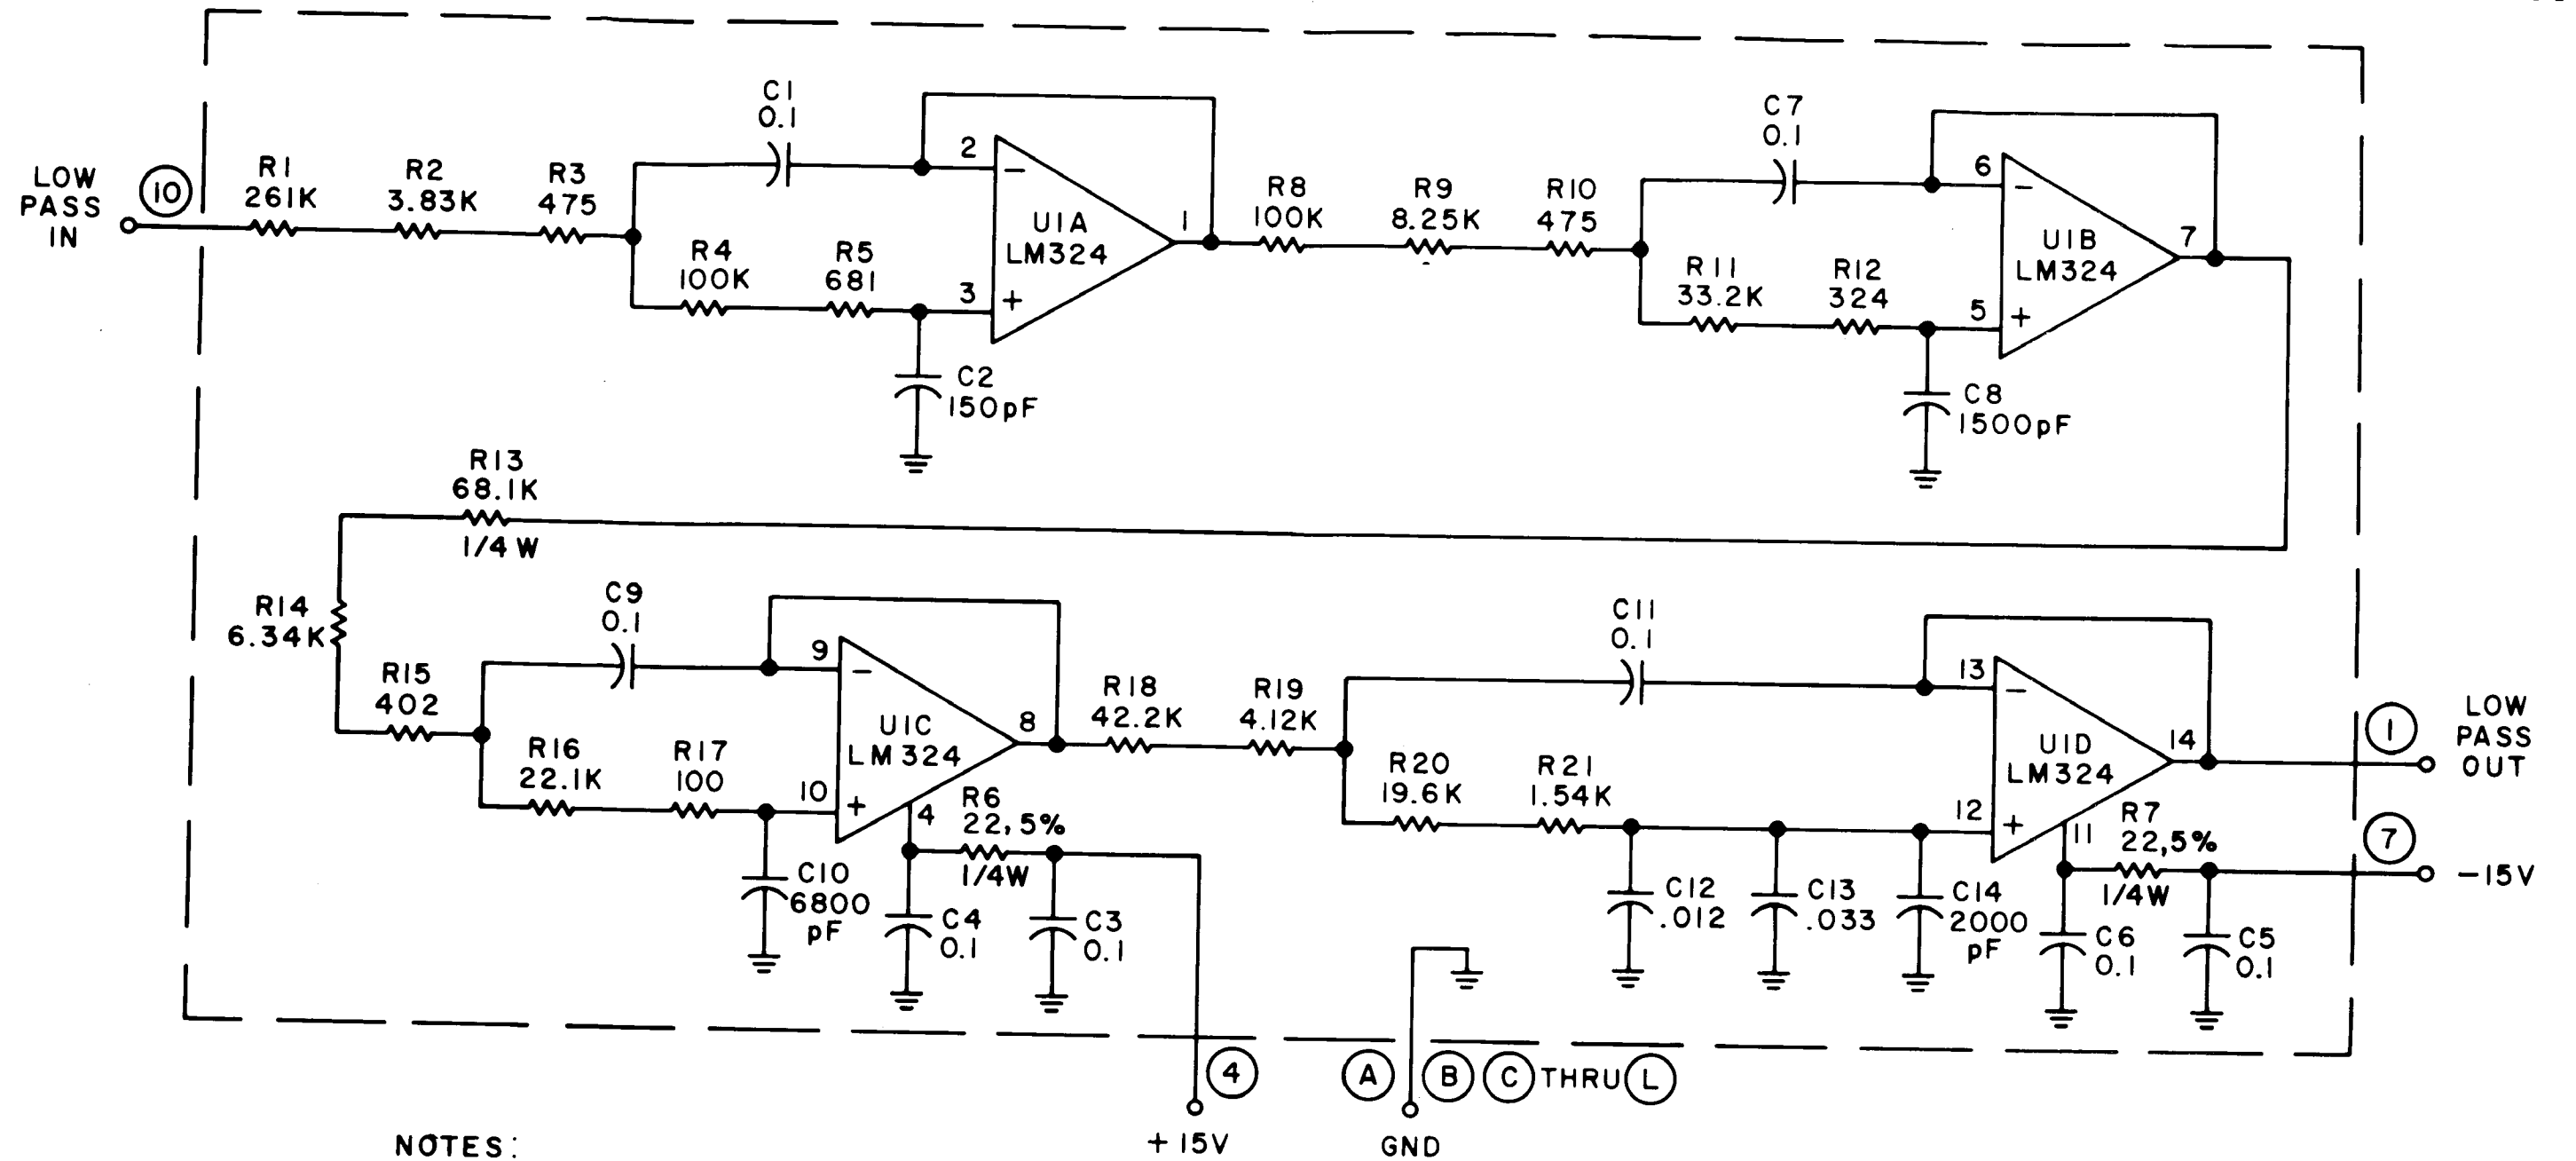 LOW
PASS
IN
10
R1
261K
R2
3.83K
R3
475
C1
0.1
R4
100K
R5
681
C2
150pF
2
3
U1A
LM324
1
R8
100K
R9
8.25K
R10
475
C7
0.1
R11
33.2K
R12
324
C8
1500pF
6
5
U1B
LM324
7
R13
68.1K
1/4 W
R14
6.34K
R15
402
C9
0.1
R16
22.1K
R17
100
C10
6800
pF
9
10
U1C
LM324
8
4
R6
22, 5%
1/4W
C4
0.1
C3
0.1
R18
42.2K
R19
4.12K
C11
0.1
R20
19.6K
R21
1.54K
C12
.012
C13
.033
C14
2000
pF
13
12
U1D
LM324
14
11
R7
22,5%
1/4W
C6
0.1
C5
0.1
1
LOW
PASS
OUT
7
-15V
4
+15V
A B C THRU L
GND
NOTES: